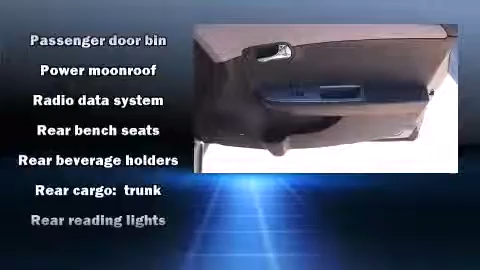 Passenger door bin
Power moonroof
Radio data system
Rear bench seats
Rear beverage holders
Rear cargo: trunk
Rear reading lights